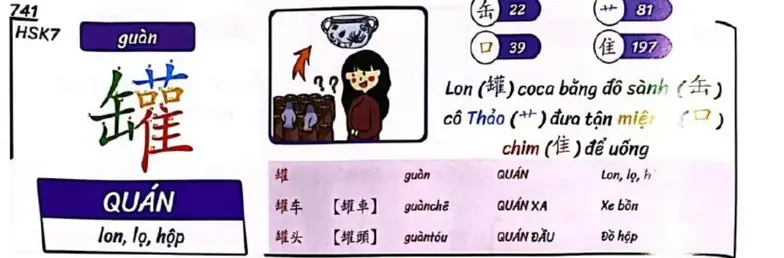 741
HSK7
guàn
罐
QUÁN
lon, lọ, hộp
? ?
缶 22
艹 81
口 39
隹 197
Lon (罐) coca bằng đồ sành (缶)
cô Thảo (艹) đưa tận (口)
chim (隹) để uống
罐 guàn QUÁN Lon, lọ,
罐车 【罐車】 guànchē QUÁN XA Xe bồn
罐头 【罐頭】 guàntóu QUÁN ĐẦU Đồ hộp